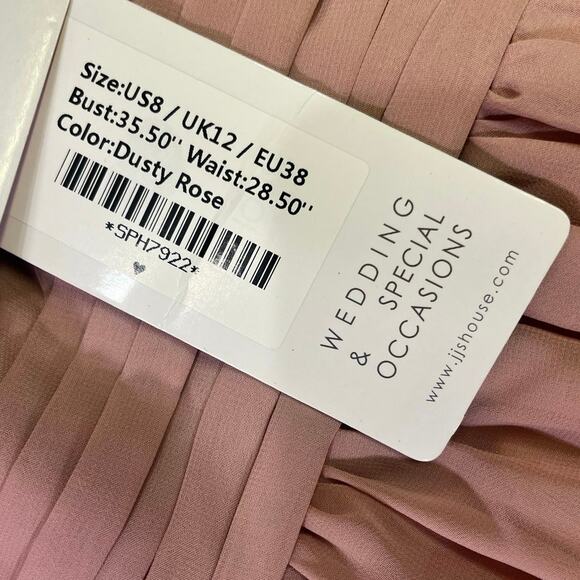 Size:US8 / UK12 / EU38
Bust:35.50'' Waist:28.50''
Color:Dusty Rose
*SPH7922*
WEDDING
& SPECIAL
OCCASIONS
www.jjshouse.com